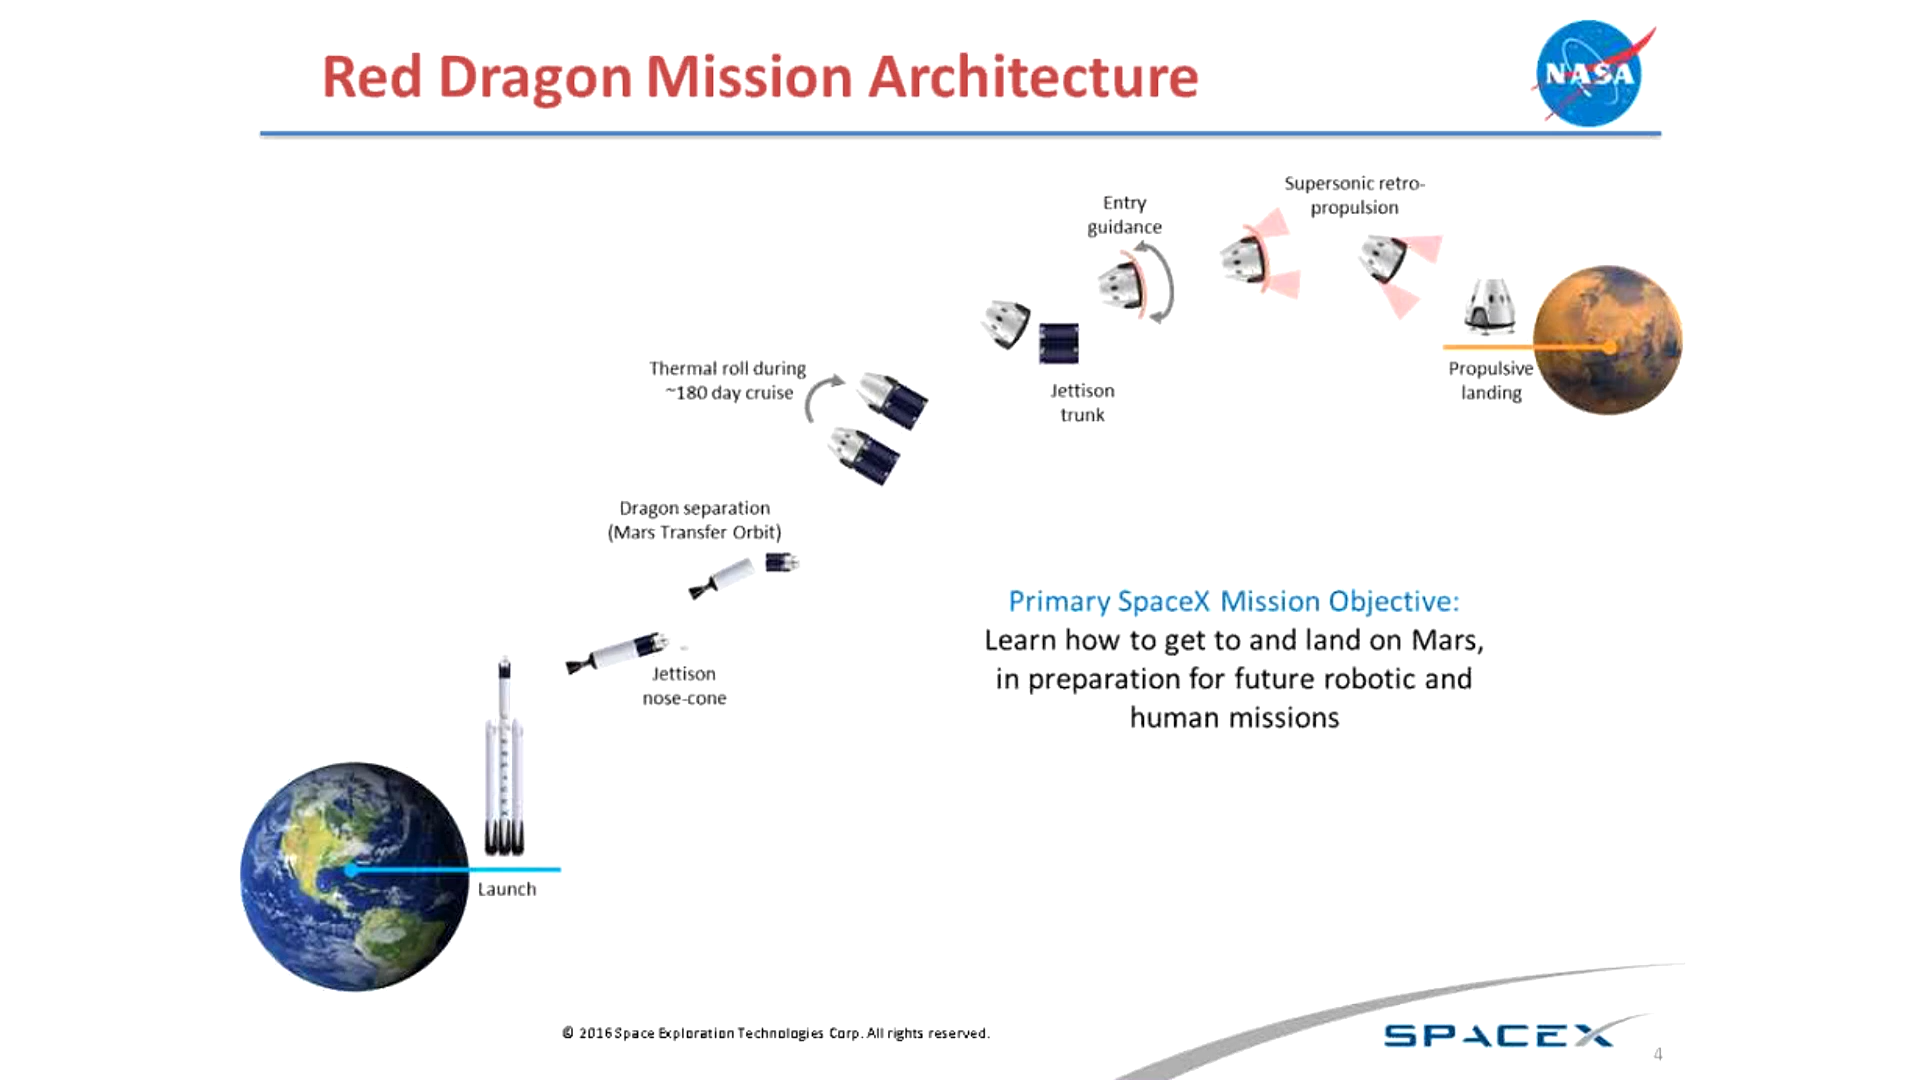 Red Dragon Mission Architecture
NASA
Supersonic retro-
propulsion
Entry
guidance
Thermal roll during
~180 day cruise
Jettison
trunk
Propulsive
landing
Dragon separation
(Mars Transfer Orbit)
Primary SpaceX Mission Objective:
Learn how to get to and land on Mars,
in preparation for future robotic and
human missions
Jettison
nose-cone
Launch
© 2016 Space Exploration Technologies Corp. All rights reserved.
SPACEX
4